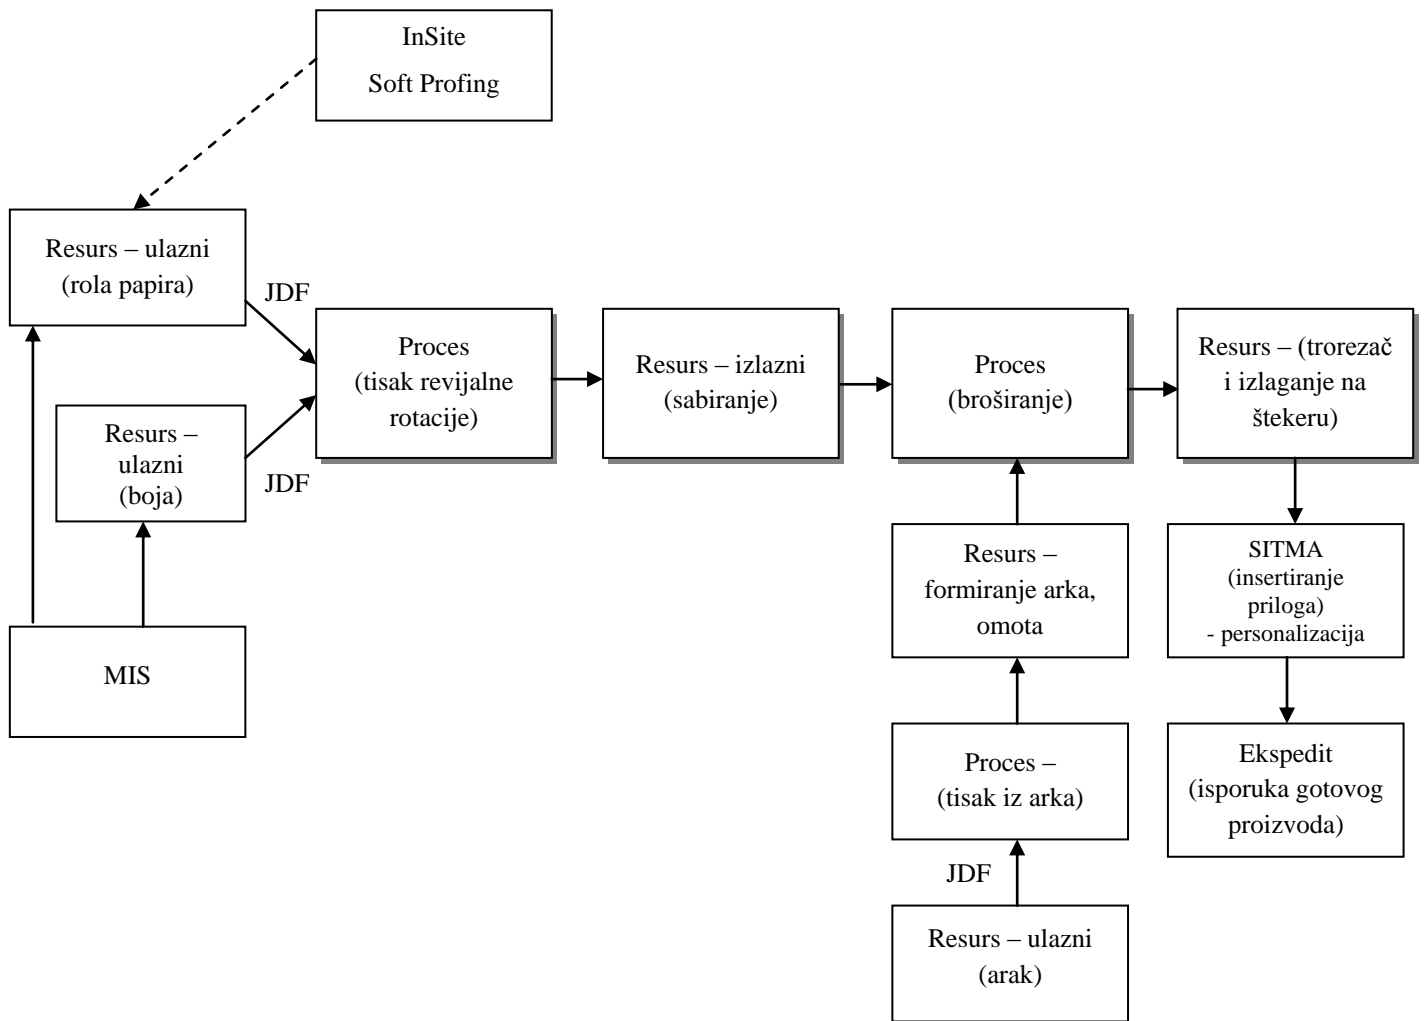 InSite
Soft Profing
Resurs – ulazni
(rola papira)
JDF
Proces
(tisak revijalne
rotacije)
Resurs – izlazni
(sabiranje)
Proces
(broširanje)
Resurs – (trorezač
i izlaganje na
štekeru)
Resurs –
ulazni
(boja)
JDF
MIS
Resurs –
formiranje arka,
omota
SITMA
(insertiranje
priloga)
- personalizacija
Proces –
(tisak iz arka)
Ekspedit
(isporuka gotovog
proizvoda)
JDF
Resurs – ulazni
(arak)